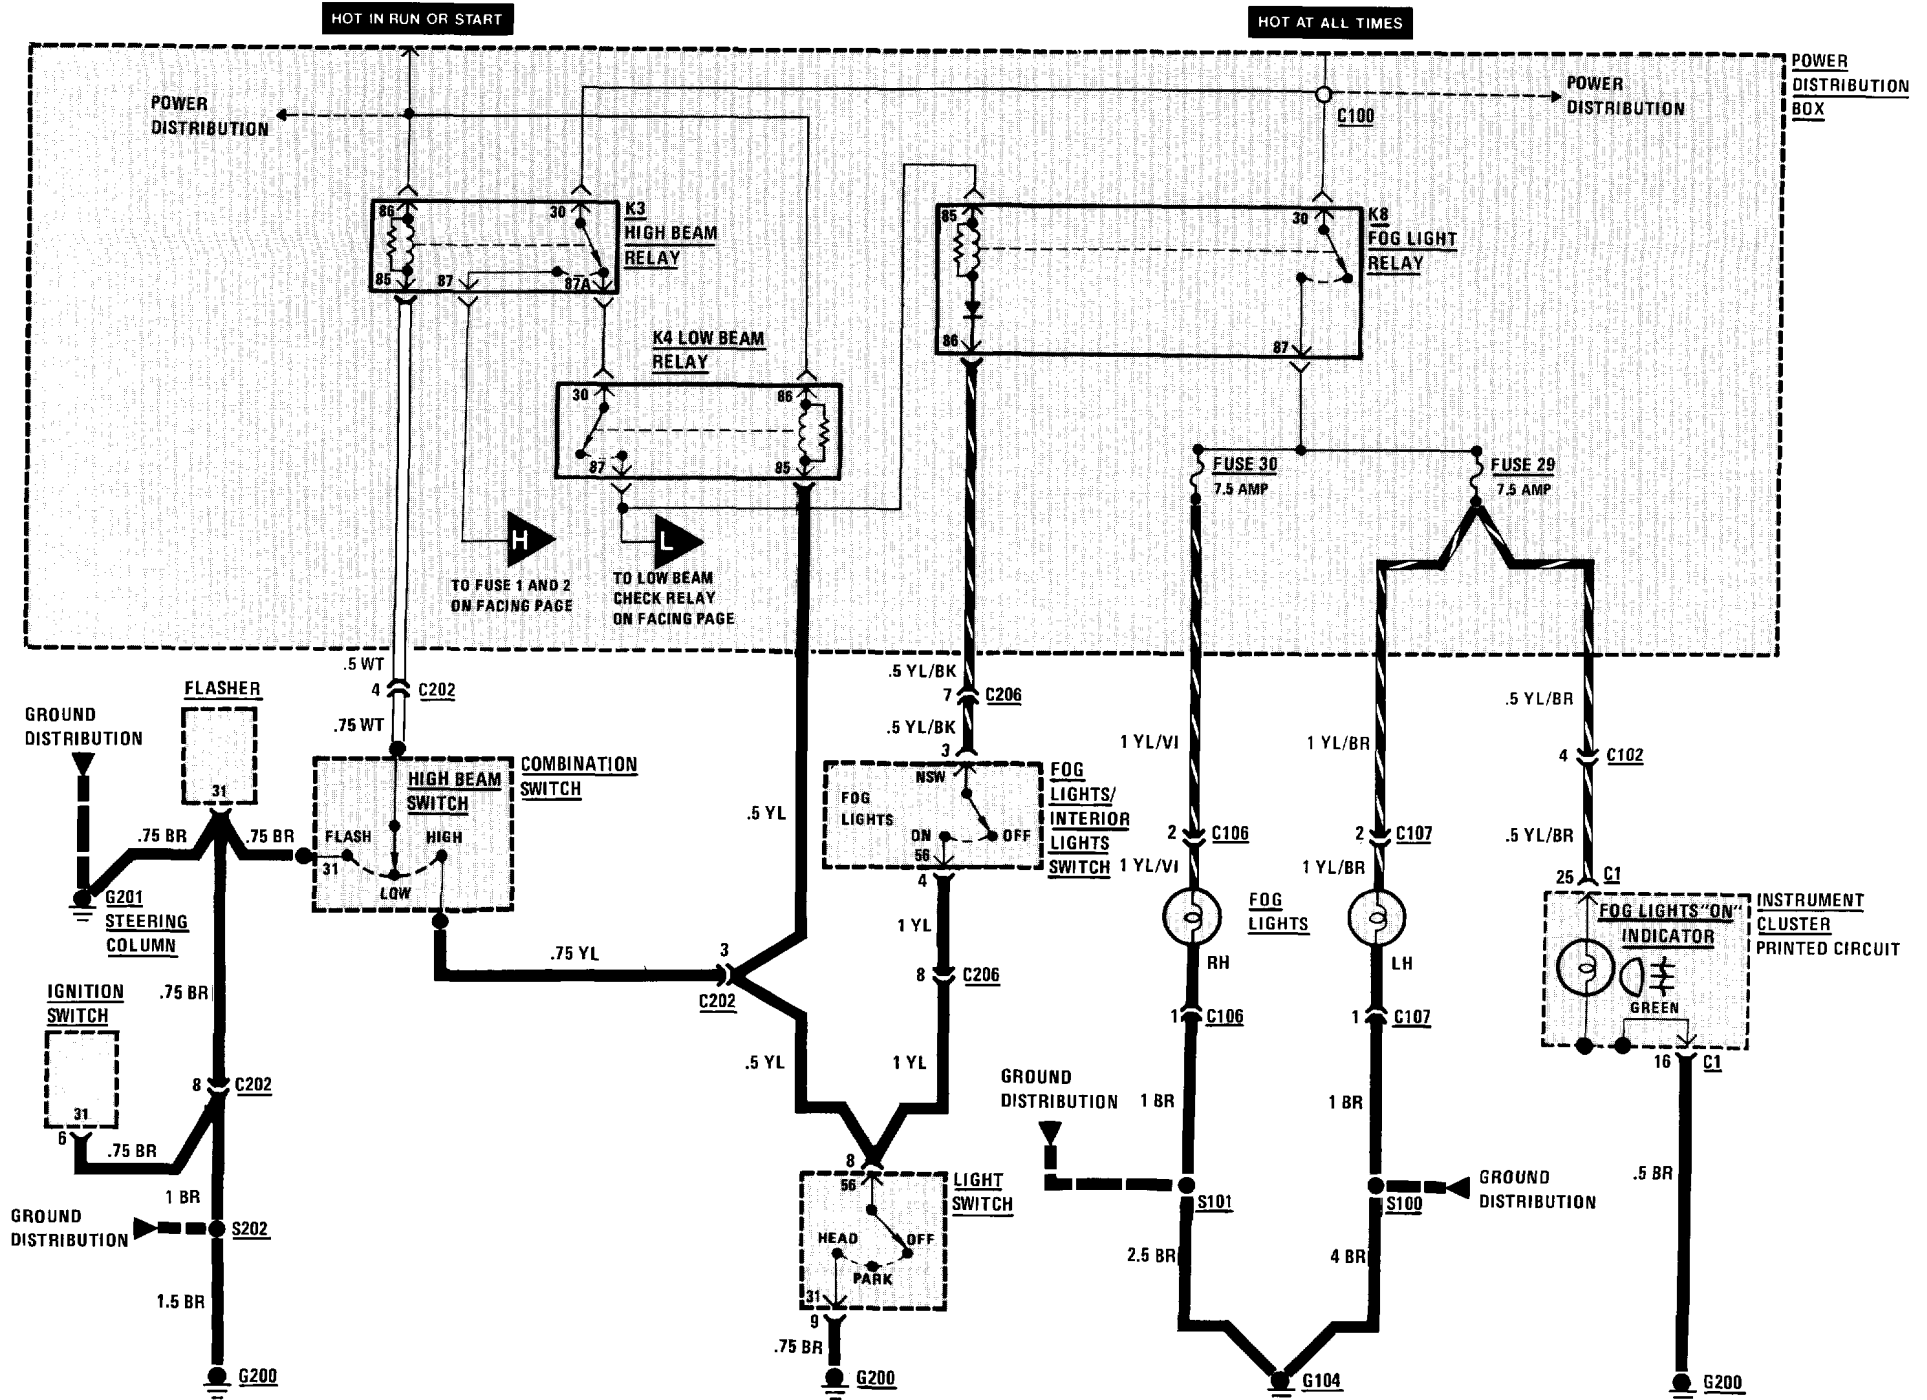 HOT IN RUN OR START
HOT AT ALL TIMES
POWER
DISTRIBUTION
BOX
POWER
DISTRIBUTION
POWER
DISTRIBUTION
C100
86
30
K3
HIGH BEAM
RELAY
85
87
87A
85
30
K8
FOG LIGHT
RELAY
86
87
K4 LOW BEAM
RELAY
30
86
87
85
FUSE 30
7.5 AMP
FUSE 29
7.5 AMP
H
L
TO FUSE 1 AND 2
ON FACING PAGE
TO LOW BEAM
CHECK RELAY
ON FACING PAGE
.5 WT
4
C202
.75 WT
.5 YL/BK
7
C206
.5 YL/BK
3
1 YL/VI
1 YL/BR
.5 YL/BR
4
C102
.5 YL/BR
FLASHER
31
GROUND
DISTRIBUTION
.75 BR
.75 BR
G201
STEERING
COLUMN
HIGH BEAM
SWITCH
COMBINATION
SWITCH
FLASH
HIGH
31
LOW
.5 YL
NSW
FOG
LIGHTS
ON
OFF
56
4
FOG
LIGHTS/
INTERIOR
LIGHTS
SWITCH
2
C106
1 YL/VI
2
C107
1 YL/BR
25
C1
FOG
LIGHTS
RH
LH
FOG LIGHTS "ON"
INDICATOR
GREEN
INSTRUMENT
CLUSTER
PRINTED CIRCUIT
.75 YL
3
C202
1 YL
8
C206
1
C106
1
C107
16
C1
.75 BR
IGNITION
SWITCH
31
6
8
C202
.75 BR
.5 YL
1 YL
GROUND
DISTRIBUTION
1 BR
1 BR
.5 BR
1 BR
GROUND
DISTRIBUTION
S202
1.5 BR
G200
8
56
LIGHT
SWITCH
HEAD
OFF
PARK
31
9
.75 BR
G200
S101
S100
GROUND
DISTRIBUTION
2.5 BR
4 BR
G104
G200